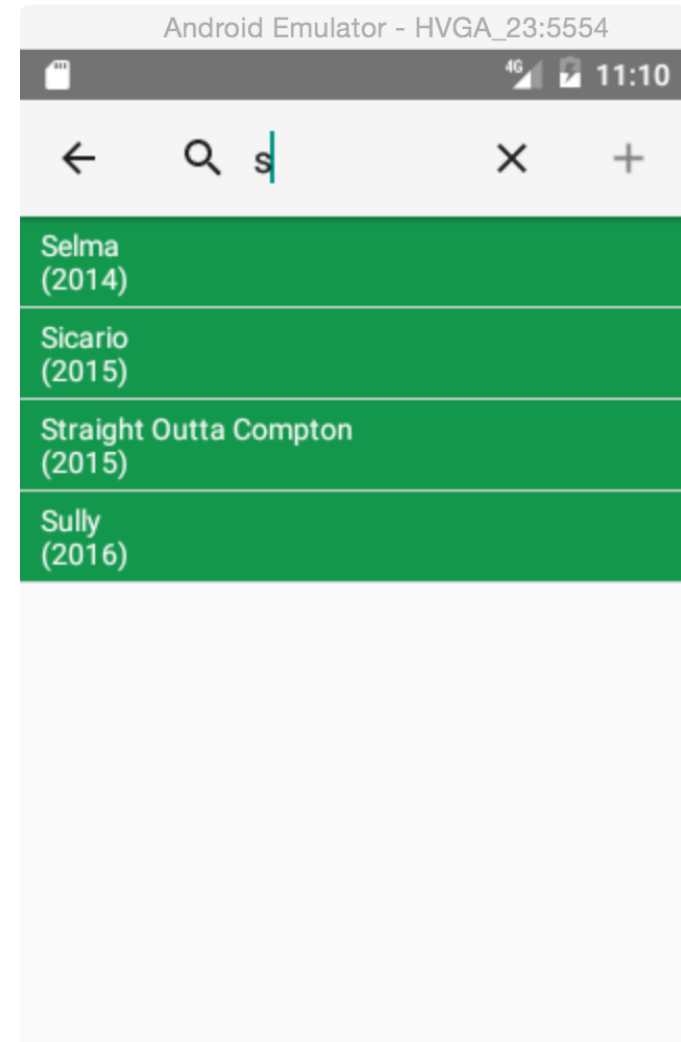 Android Emulator - HVGA_23:5554
4G 11:10
s
Selma
(2014)
Sicario
(2015)
Straight Outta Compton
(2015)
Sully
(2016)